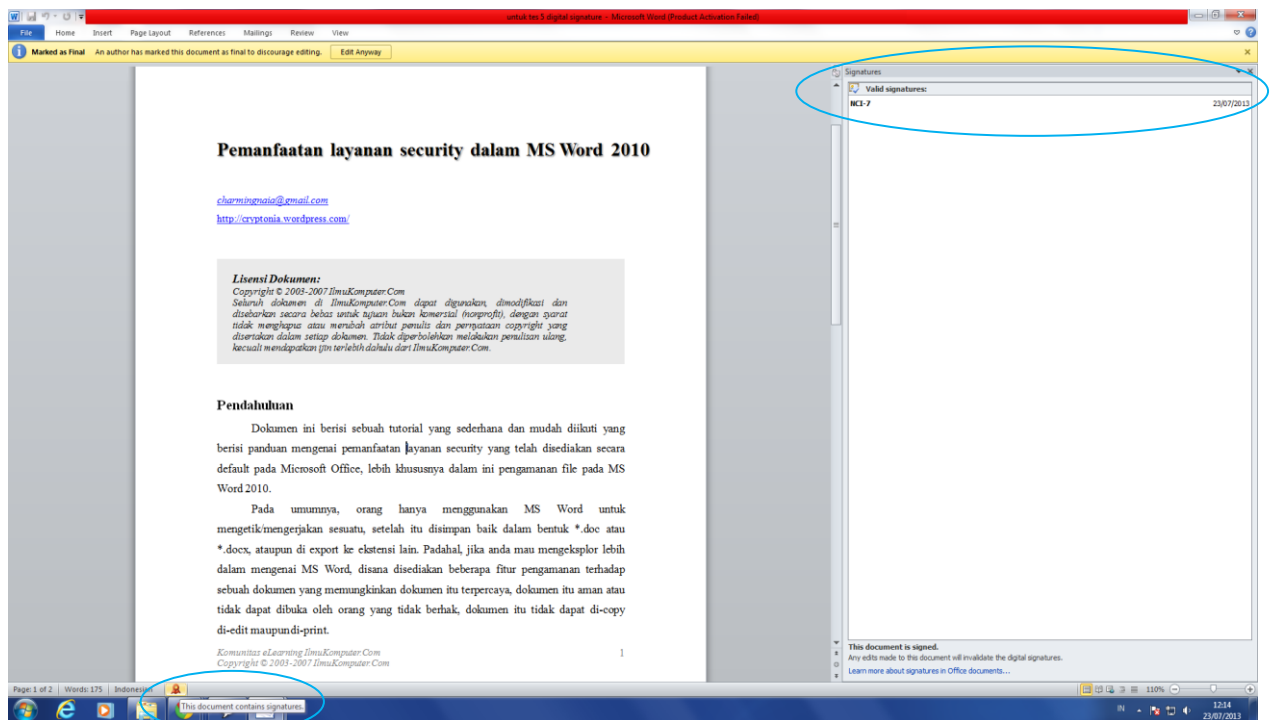 untuk tes 5 digital signature - Microsoft Word (Product Activation Failed)
File Home Insert Page Layout References Mailings Review View
Marked as Final An author has marked this document as final to discourage editing. Edit Anyway
Pemanfaatan layanan security dalam MS Word 2010
charmingnaia@gmail.com
http://cryptonia.wordpress.com/
Lisensi Dokumen:
Copyright © 2003-2007 IlmuKomputer.Com
Seluruh dokumen di IlmuKomputer.Com dapat digunakan, dimodifikasi dan
disebarkan secara bebas untuk tujuan bukan komersial (nonprofit), dengan syarat
tidak menghapus atau merubah atribut penulis dan pernyataan copyright yang
disertakan dalam setiap dokumen. Tidak diperbolehkan melakukan penulisan ulang,
kecuali mendapatkan ijin terlebih dahulu dari IlmuKomputer.Com.
Pendahuluan
Dokumen ini berisi sebuah tutorial yang sederhana dan mudah diikuti yang
berisi panduan mengenai pemanfaatan layanan security yang telah disediakan secara
default pada Microsoft Office, lebih khususnya dalam ini pengamanan file pada MS
Word 2010.
Pada umumnya, orang hanya menggunakan MS Word untuk
mengetik/mengerjakan sesuatu, setelah itu disimpan baik dalam bentuk *.doc atau
*.docx, ataupun di export ke ekstensi lain. Padahal, jika anda mau mengeksplor lebih
dalam mengenai MS Word, disana disediakan beberapa fitur pengamanan terhadap
sebuah dokumen yang memungkinkan dokumen itu terpercaya, dokumen itu aman atau
tidak dapat dibuka oleh orang yang tidak berhak, dokumen itu tidak dapat di-copy
di-edit maupun di-print.
Komunitas eLearning IlmuKomputer.Com 1
Copyright © 2003-2007 IlmuKomputer.Com
Signatures
Valid signatures:
NCI-7 23/07/2013
This document is signed.
Any edits made to this document will invalidate the digital signatures.
Learn more about signatures in Office documents...
Page: 1 of 2 Words: 175 Indonesian 110%
This document contains signatures.
IN 12:14
23/07/2013